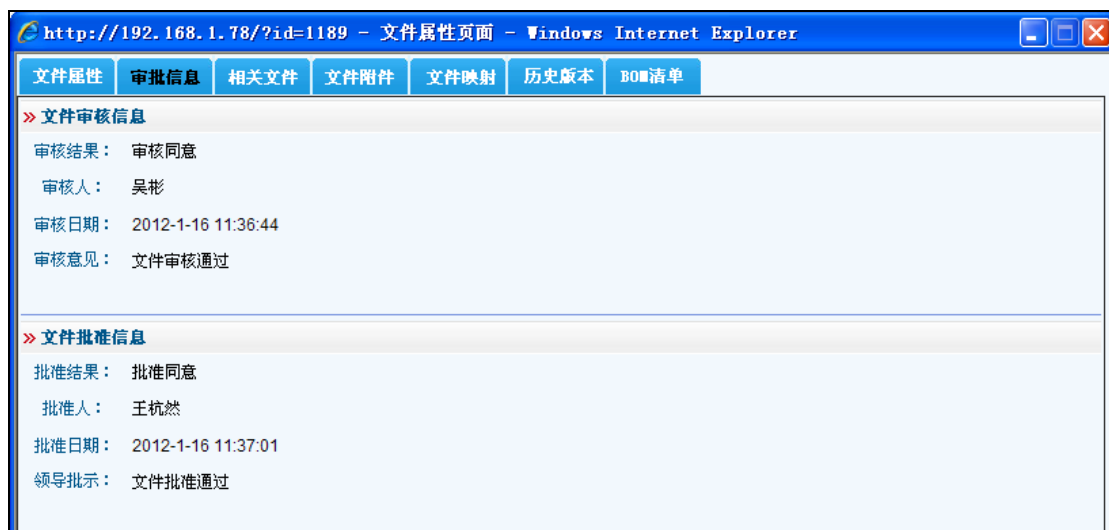 http://192.168.1.78/?id=1189 - 文件属性页面 - Windows Internet Explorer
文件属性 审批信息 相关文件 文件附件 文件映射 历史版本 BOM清单
» 文件审核信息
审核结果： 审核同意
审核人： 吴彬
审核日期： 2012-1-16 11:36:44
审核意见： 文件审核通过
» 文件批准信息
批准结果： 批准同意
批准人： 王杭然
批准日期： 2012-1-16 11:37:01
领导批示： 文件批准通过